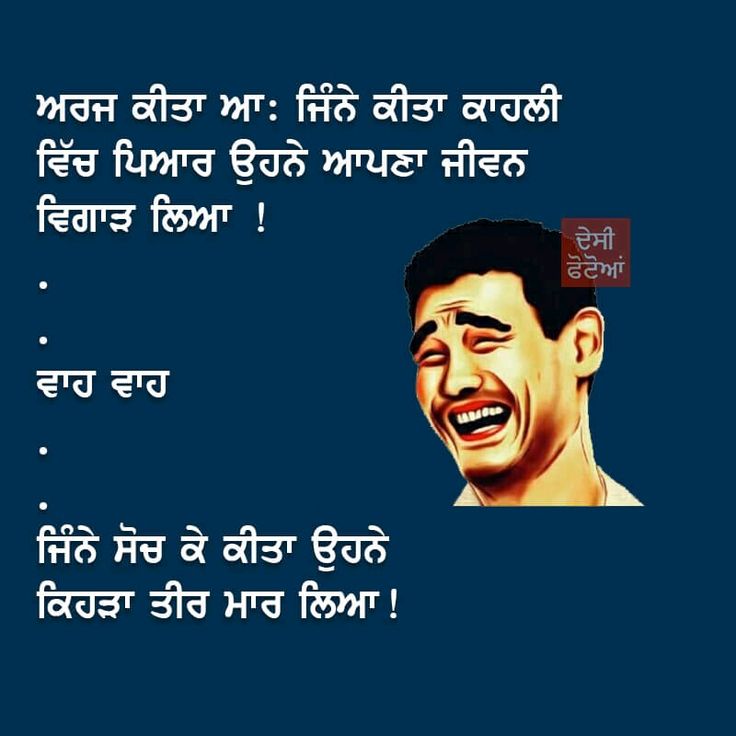 ਅਰਜ ਕੀਤਾ ਆ: ਜਿੰਨੇ ਕੀਤਾ ਕਾਹਲੀ
ਵਿੱਚ ਪਿਆਰ ਉਹਨੇ ਆਪਣਾ ਜੀਵਨ
ਵਿਗਾੜ ਲਿਆ !
.
.
ਵਾਹ ਵਾਹ
.
.
ਜਿੰਨੇ ਸੋਚ ਕੇ ਕੀਤਾ ਉਹਨੇ
ਕਿਹੜਾ ਤੀਰ ਮਾਰ ਲਿਆ!
ਦੇਸੀ
ਫੋਟੋਆਂ